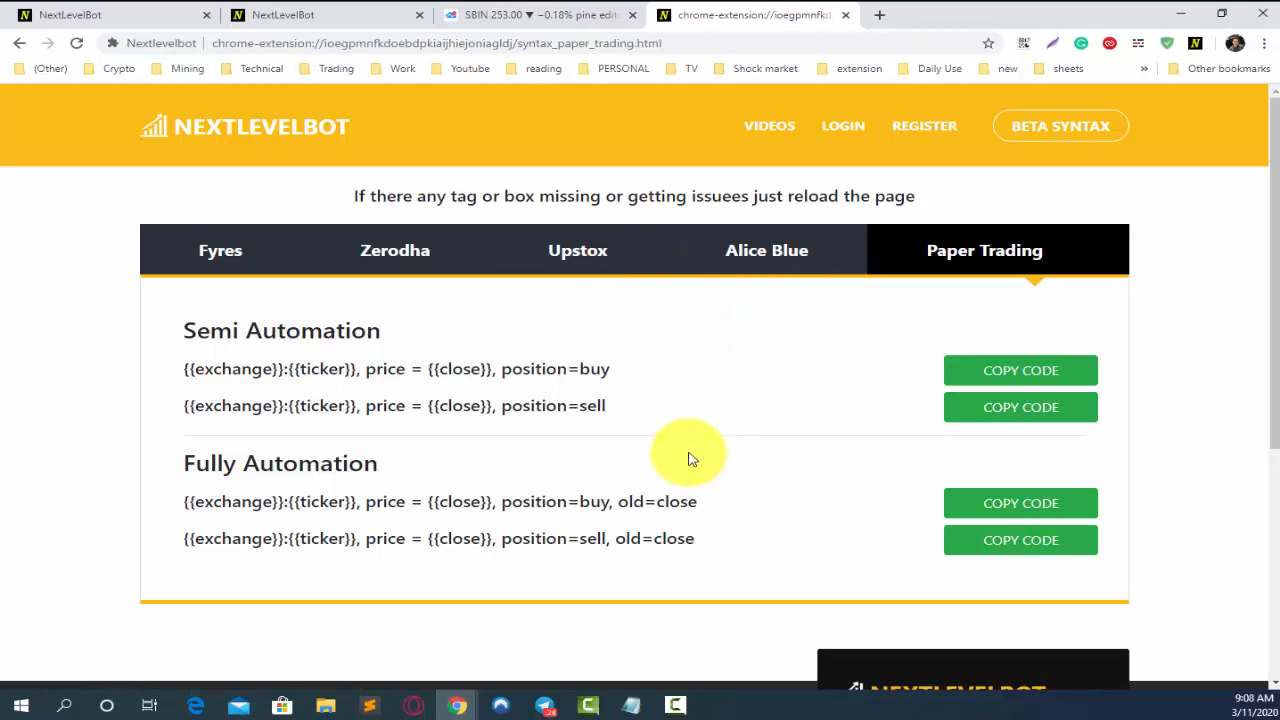 NextLevelBot
NextLevelBot
SBIN 253.00 ▼ −0.18% pine edit
chrome-extension://ioegpmnfkd
Nextlevelbot
chrome-extension://ioegpmnfkdoebdpkiaijhiejoniagldj/syntax_paper_trading.html
(Other)
Crypto
Mining
Technical
Trading
Work
Youtube
reading
PERSONAL
TV
Shock market
extension
Daily Use
new
sheets
»
Other bookmarks
NEXTLEVELBOT
VIDEOS
LOGIN
REGISTER
BETA SYNTAX
If there any tag or box missing or getting issuees just reload the page
Fyres
Zerodha
Upstox
Alice Blue
Paper Trading
Semi Automation
{{exchange}}:{{ticker}}, price = {{close}}, position=buy
COPY CODE
{{exchange}}:{{ticker}}, price = {{close}}, position=sell
COPY CODE
Fully Automation
{{exchange}}:{{ticker}}, price = {{close}}, position=buy, old=close
COPY CODE
{{exchange}}:{{ticker}}, price = {{close}}, position=sell, old=close
COPY CODE
NEXTLEVELBOT
9:08 AM
3/11/2020